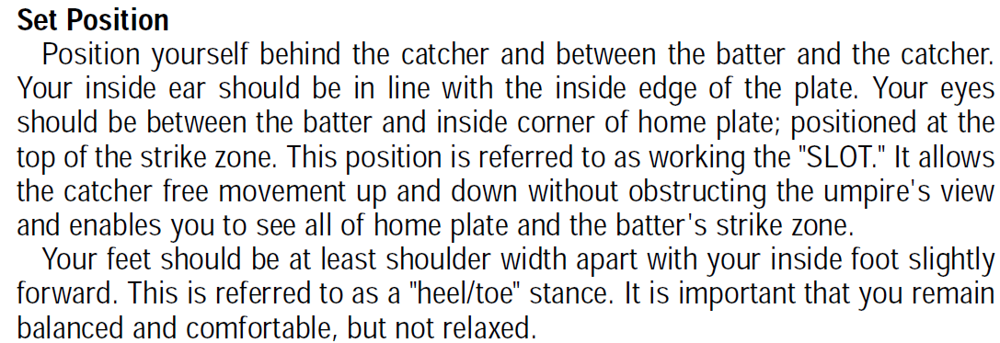 Set Position
Position yourself behind the catcher and between the batter and the catcher.
Your inside ear should be in line with the inside edge of the plate. Your eyes
should be between the batter and inside corner of home plate; positioned at the
top of the strike zone. This position is referred to as working the "SLOT." It allows
the catcher free movement up and down without obstructing the umpire's view
and enables you to see all of home plate and the batter's strike zone.
Your feet should be at least shoulder width apart with your inside foot slightly
forward. This is referred to as a "heel/toe" stance. It is important that you remain
balanced and comfortable, but not relaxed.